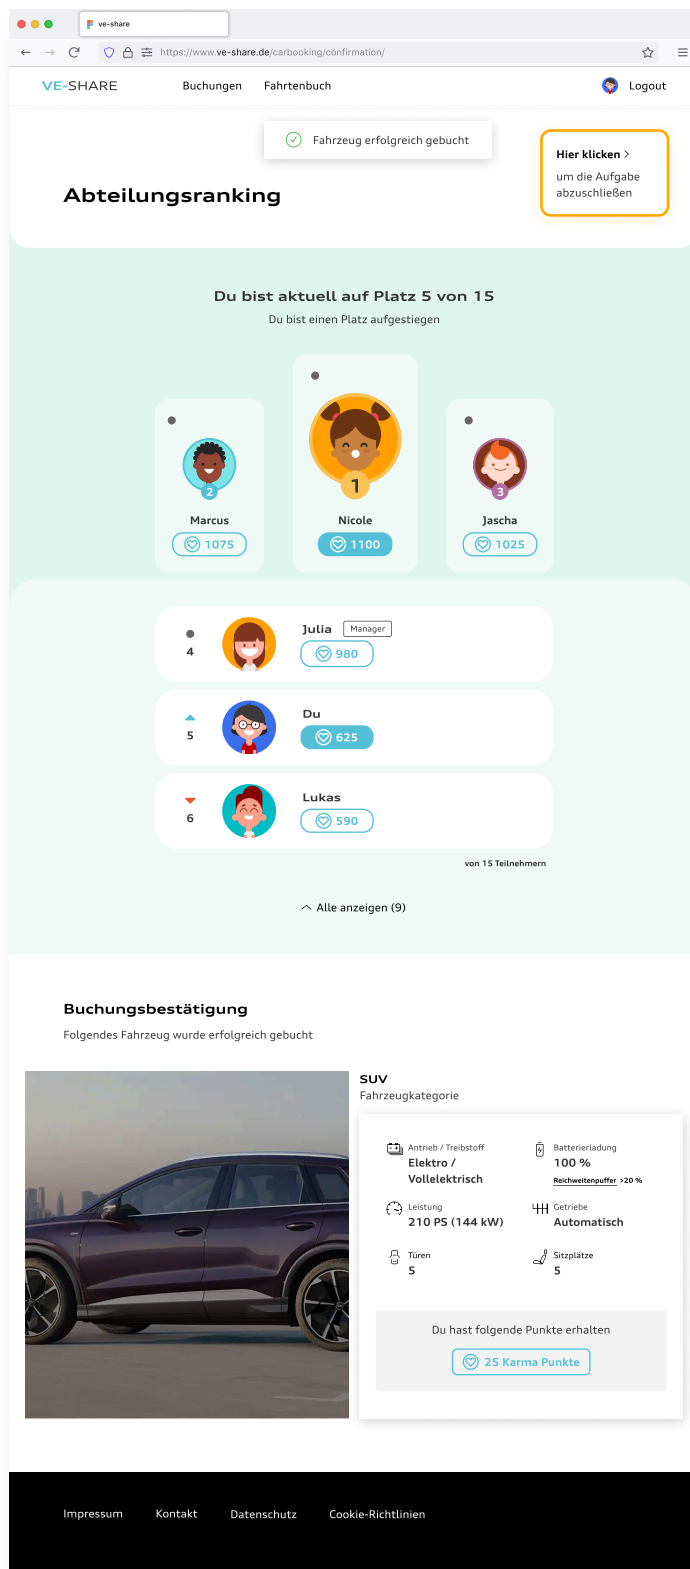 ve-share
https://www.ve-share.de/carbooking/confirmation/
VE-SHARE
Buchungen
Fahrtenbuch
Logout
Fahrzeug erfolgreich gebucht
Hier klicken >
um die Aufgabe
abzuschließen
Abteilungsranking
Du bist aktuell auf Platz 5 von 15
Du bist einen Platz aufgestiegen
2
Marcus
1075
1
Nicole
1100
3
Jascha
1025
4
Julia
Manager
980
5
Du
625
6
Lukas
590
von 15 Teilnehmern
Alle anzeigen (9)
Buchungsbestätigung
Folgendes Fahrzeug wurde erfolgreich gebucht
SUV
Fahrzeugkategorie
Antrieb / Treibstoff
Elektro /
Vollelektrisch
Batterieladung
100 %
Reichweitenpuffer >20 %
Leistung
210 PS (144 kW)
Getriebe
Automatisch
Türen
5
Sitzplätze
5
Du hast folgende Punkte erhalten
25 Karma Punkte
Impressum
Kontakt
Datenschutz
Cookie-Richtlinien